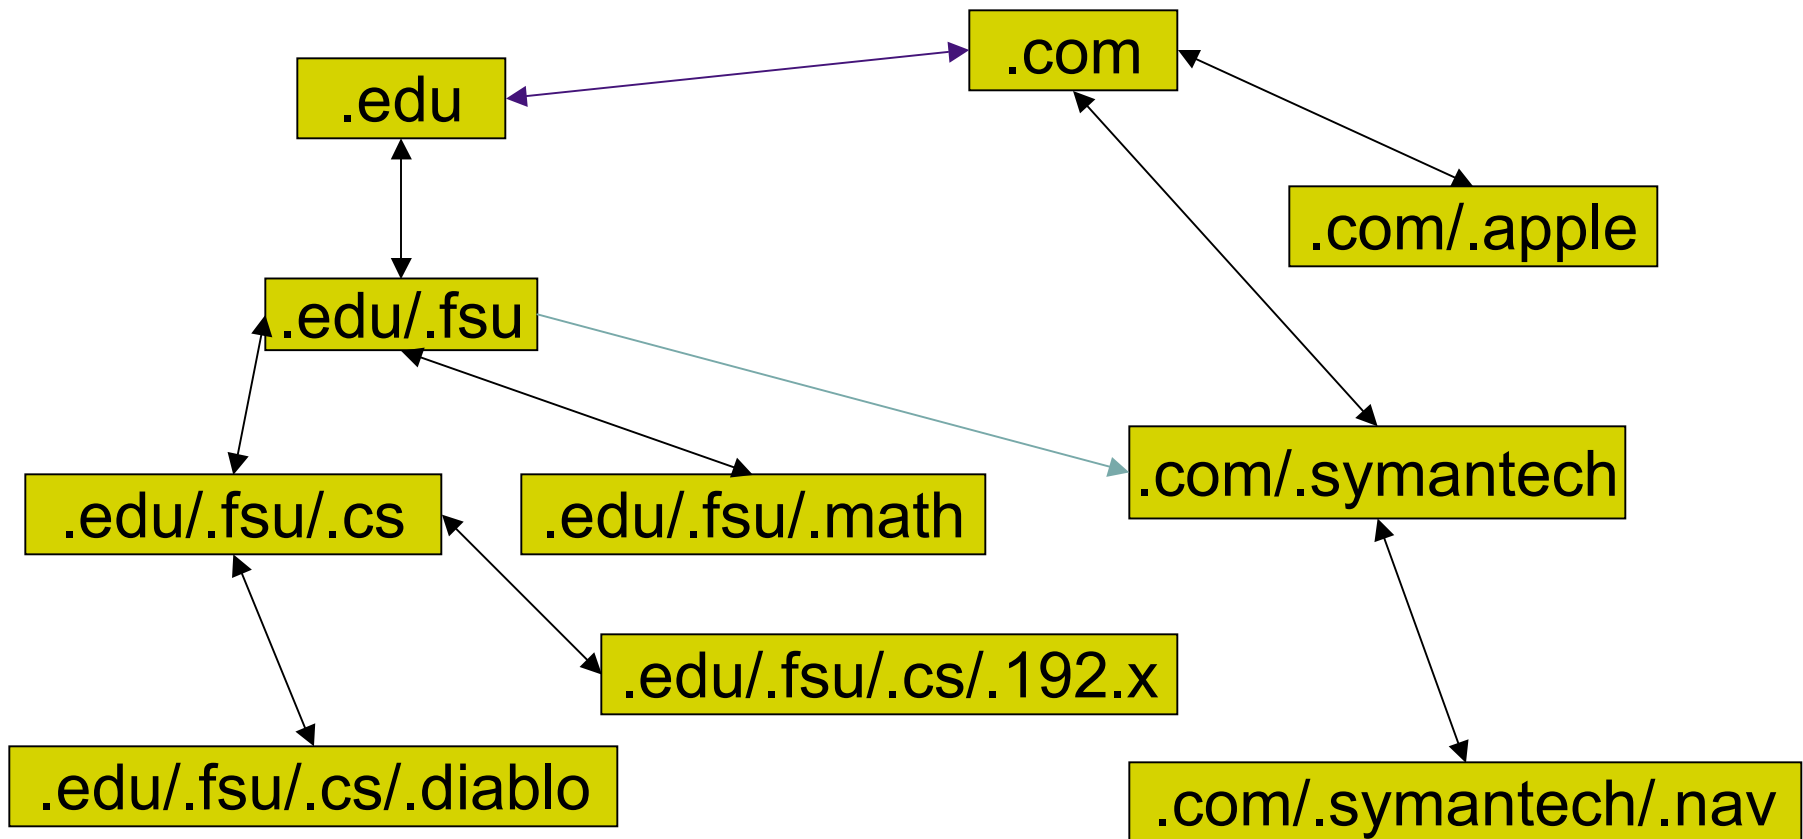 .com
.edu
.com/.apple
.edu/.fsu
.com/.symantech
.edu/.fsu/.cs
.edu/.fsu/.math
.edu/.fsu/.cs/.192.x
.edu/.fsu/.cs/.diablo
.com/.symantech/.nav